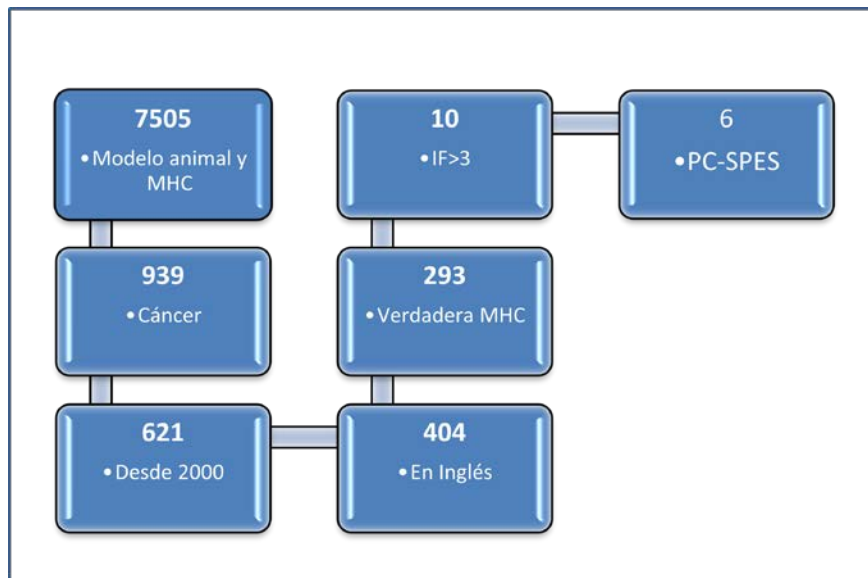 7505
• Modelo animal y
MHC
939
• Cáncer
621
• Desde 2000
404
• En Inglés
293
• Verdadera MHC
10
• IF>3
6
• PC-SPES